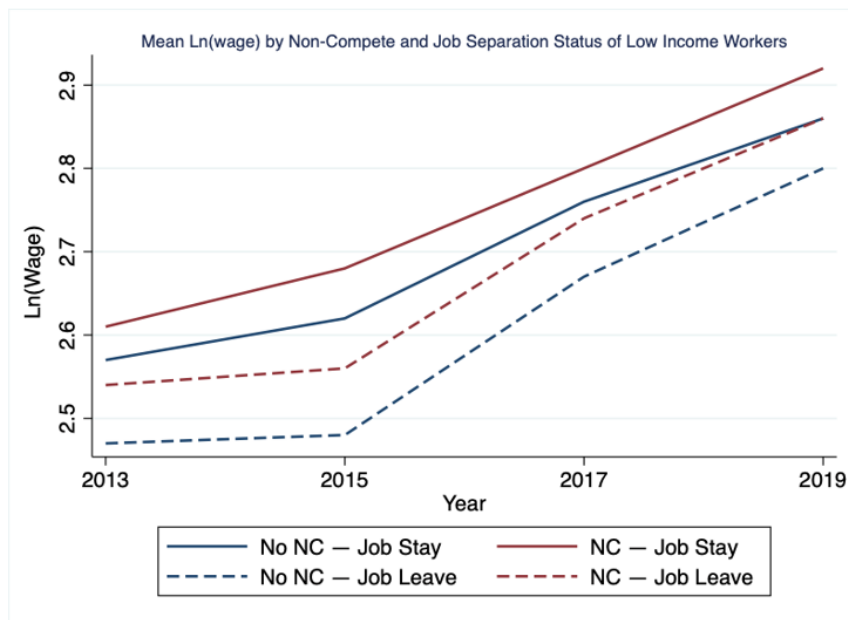 Mean Ln(wage) by Non-Compete and Job Separation Status of Low Income Workers
Ln(Wage)
2.9
2.8
2.7
2.6
2.5
2013 2015 2017 2019
Year
No NC — Job Stay NC — Job Stay
No NC — Job Leave NC — Job Leave